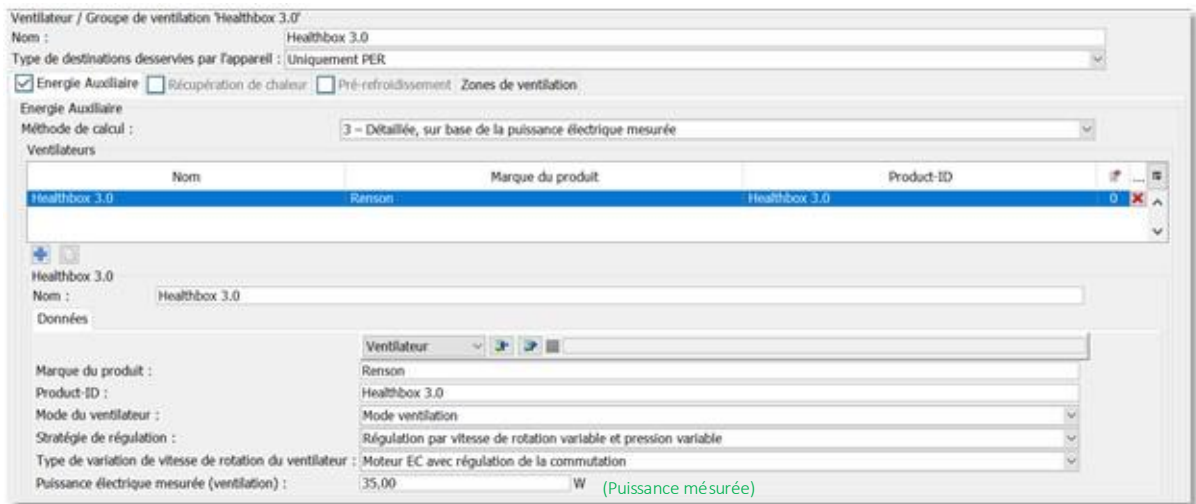 Ventilateur / Groupe de ventilation 'Healthbox 3.0'
Nom : Healthbox 3.0
Type de destinations desservies par l'appareil : Uniquement PER
Energie Auxiliaire Récupération de chaleur Pré-refroidissement Zones de ventilation
Energie Auxiliaire
Méthode de calcul : 3 – Détaillée, sur base de la puissance électrique mesurée
Ventilateurs
Nom Marque du produit Product-ID ...
Healthbox 3.0 Renson Healthbox 3.0 0
Healthbox 3.0
Nom : Healthbox 3.0
Données
Ventilateur
Marque du produit : Renson
Product-ID : Healthbox 3.0
Mode du ventilateur : Mode ventilation
Stratégie de régulation : Régulation par vitesse de rotation variable et pression variable
Type de variation de vitesse de rotation du ventilateur : Moteur EC avec régulation de la commutation
Puissance électrique mesurée (ventilation) : 35,00 W (Puissance mésurée)